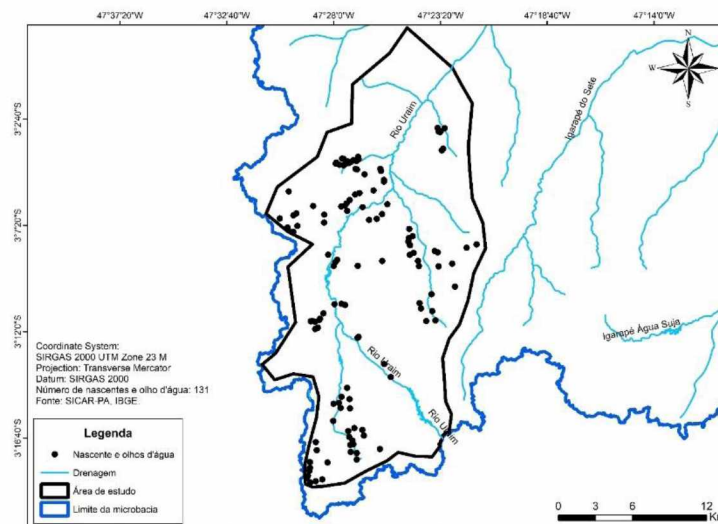 47°37'20"O 47°32'40"O 47°28'0"O 47°23'20"O 47°18'40"O 47°14'0"O
N
W E
S
3°2'40"S
Rio Uraim
Igarapé do Sete
3°7'20"S
3°12'0"S
Igarapé Água Suja
Rio Uraim
Rio Uraim
3°16'40"S
Coordinate System:
SIRGAS 2000 UTM Zone 23 M
Projection: Transverse Mercator
Datum: SIRGAS 2000
Número de nascentes e olho d'água: 131
Fonte: SICAR-PA, IBGE.
Legenda
Nascente e olhos d'água
Drenagem
Área de estudo
Limite da microbacia
0 3 6 12